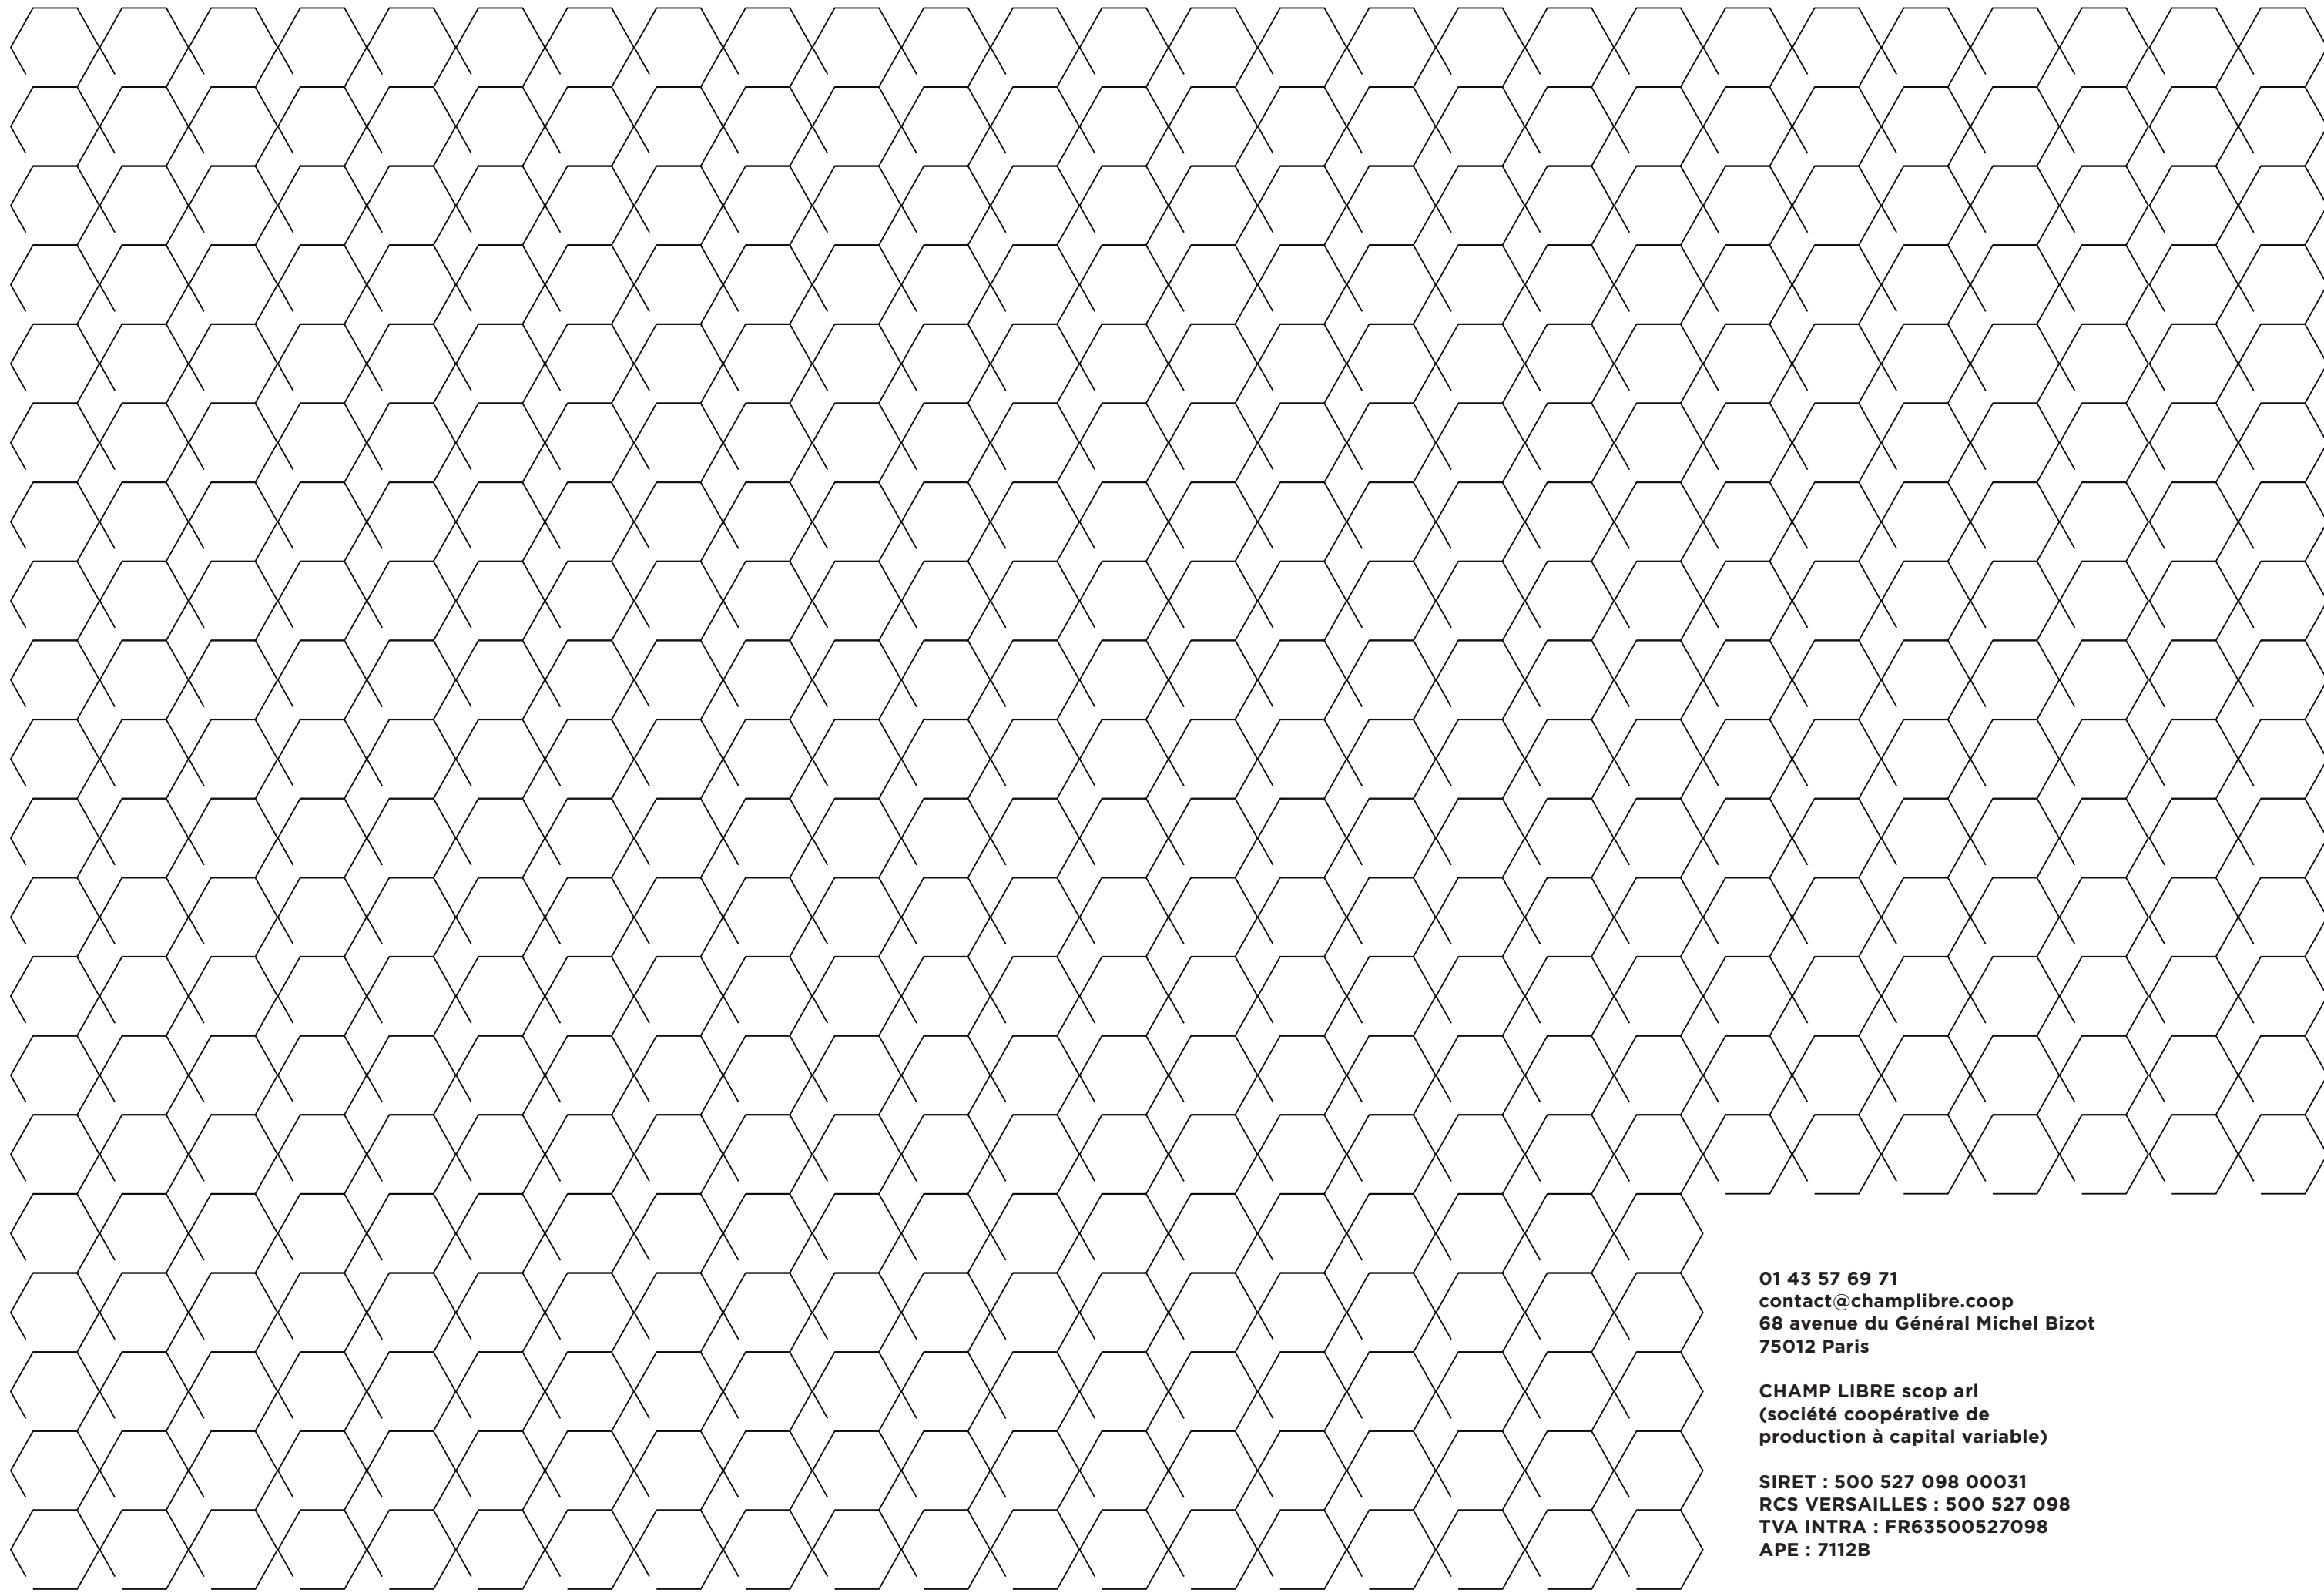 01 43 57 69 71
contact@champlibre.coop
68 avenue du Général Michel Bizot
75012 Paris
CHAMP LIBRE scop arl
(société coopérative de
production à capital variable)
SIRET : 500 527 098 00031
RCS VERSAILLES : 500 527 098
TVA INTRA : FR63500527098
APE : 7112B